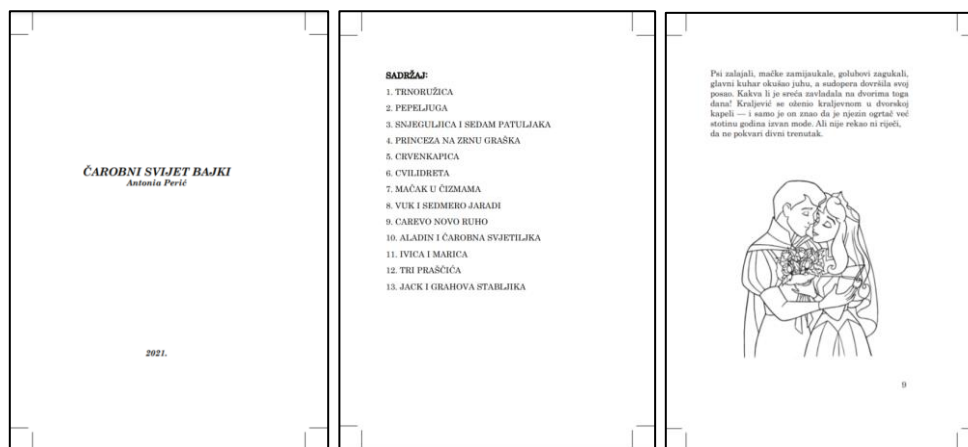 ČAROBNI SVIJET BAJKI
Antonia Perić
2021.
SADRŽAJ:
1. TRNORUŽICA
2. PEPELJUGA
3. SNJEGULJICA I SEDAM PATULJAKA
4. PRINCEZA NA ZRNU GRAŠKA
5. CRVENKAPICA
6. CVILIDRETA
7. MAČAK U ČIZMAMA
8. VUK I SEDMERO JARADI
9. CAREVO NOVO RUHO
10. ALADIN I ČAROBNA SVJETILJKA
11. IVICA I MARICA
12. TRI PRAŠČIĆA
13. JACK I GRAHOVA STABLJIKA
Psi zalajali, mačke zamijaukale, golubovi zagukali,
glavni kuhar okušao juhu, a sudopera dovršila svoj
posao. Kakva li je sreća zavladala na dvorima toga
dana! Kraljević se oženio kraljevnom u dvorskoj
kapeli — i samo je on znao da je njezin ogrtač već
stotinu godina izvan mode. Ali nije rekao ni riječi,
da ne pokvari divni trenutak.
9